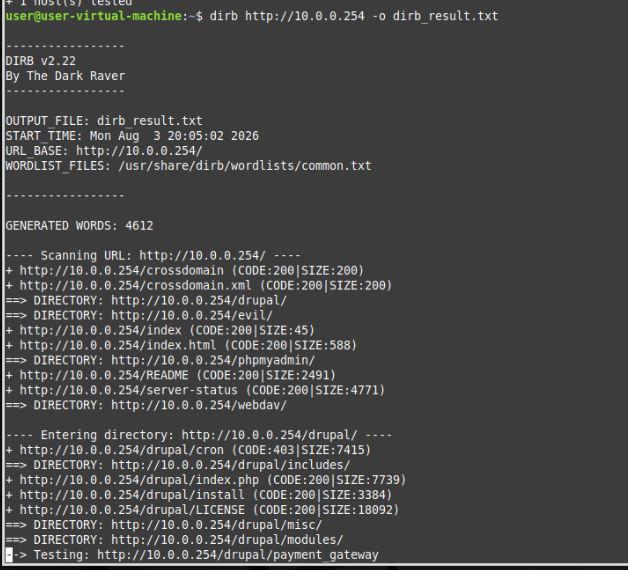 + 1 host(s) tested
user@user-virtual-machine:~$ dirb http://10.0.0.254 -o dirb_result.txt
-----------------
DIRB v2.22
By The Dark Raver
-----------------
OUTPUT_FILE: dirb_result.txt
START_TIME: Mon Aug  3 20:05:02 2026
URL_BASE: http://10.0.0.254/
WORDLIST_FILES: /usr/share/dirb/wordlists/common.txt
-----------------
GENERATED WORDS: 4612
---- Scanning URL: http://10.0.0.254/ ----
+ http://10.0.0.254/crossdomain (CODE:200|SIZE:200)
+ http://10.0.0.254/crossdomain.xml (CODE:200|SIZE:200)
==> DIRECTORY: http://10.0.0.254/drupal/
==> DIRECTORY: http://10.0.0.254/evil/
+ http://10.0.0.254/index (CODE:200|SIZE:45)
+ http://10.0.0.254/index.html (CODE:200|SIZE:588)
==> DIRECTORY: http://10.0.0.254/phpmyadmin/
+ http://10.0.0.254/README (CODE:200|SIZE:2491)
+ http://10.0.0.254/server-status (CODE:200|SIZE:4771)
==> DIRECTORY: http://10.0.0.254/webdav/
---- Entering directory: http://10.0.0.254/drupal/ ----
+ http://10.0.0.254/drupal/cron (CODE:403|SIZE:7415)
==> DIRECTORY: http://10.0.0.254/drupal/includes/
+ http://10.0.0.254/drupal/index.php (CODE:200|SIZE:7739)
+ http://10.0.0.254/drupal/install (CODE:200|SIZE:3384)
+ http://10.0.0.254/drupal/LICENSE (CODE:200|SIZE:18092)
==> DIRECTORY: http://10.0.0.254/drupal/misc/
==> DIRECTORY: http://10.0.0.254/drupal/modules/
--> Testing: http://10.0.0.254/drupal/payment_gateway